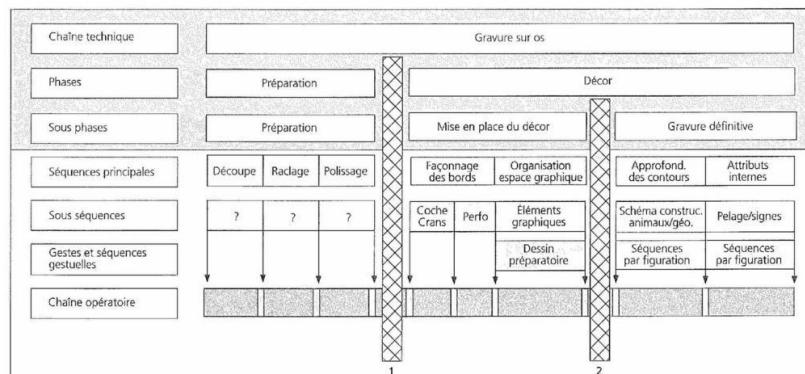 Chaîne technique
Gravure sur os
Phases
Préparation
Décor
Sous phases
Préparation
Mise en place du décor
Gravure définitive
Séquences principales
Découpe
Raclage
Polissage
Façonnage
des bords
Organisation
espace graphique
Approfond.
des contours
Attributs
internes
Sous séquences
?
?
?
Coche
Crans
Perfo
Éléments
graphiques
Schéma construc.
animaux/géo.
Pelage/signes
Gestes et séquences
gestuelles
Dessin
préparatoire
Séquences
par figuration
Séquences
par figuration
Chaîne opératoire
1
2